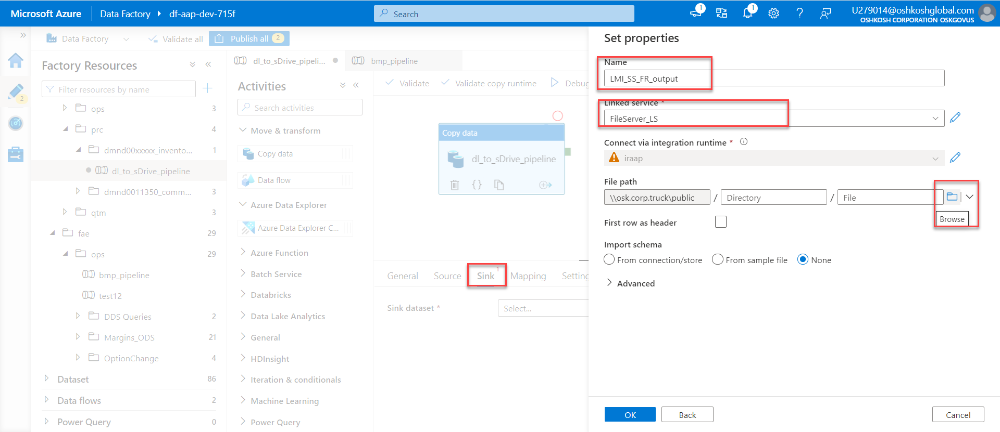 Microsoft Azure
Data Factory
df-aap-dev-715f
Search
1
1
U279014@oshkoshglobal.com
OSHKOSH CORPORATION-OSKGOVUS
2
Data Factory
Validate all
Publish all
2
Factory Resources
Filter resources by name
ops
3
prc
4
dmnd00xxxxx_invento...
1
dl_to_sDrive_pipeline
dmnd0011350_comm...
3
qtm
3
fae
29
ops
29
bmp_pipeline
test12
DDS Queries
2
Margins_ODS
21
OptionChange
4
Dataset
86
Data flows
2
Power Query
0
dl_to_sDrive_pipeli...
bmp_pipeline
Activities
Search activities
Move & transform
Copy data
Data flow
Azure Data Explorer
Azure Data Explorer C...
Azure Function
Batch Service
Databricks
Data Lake Analytics
General
HDInsight
Iteration & conditionals
Machine Learning
Power Query
Validate
Validate copy runtime
Debug
Copy data
dl_to_sDrive_pipeline
General
Source
Sink
1
Mapping
Setting
Sink dataset *
Select...
Set properties
Name
LMI_SS_FR_output
Linked service *
FileServer_LS
Connect via integration runtime *
iraap
File path
\\osk.corp.truck\public
/
Directory
/
File
Browse
First row as header
Import schema
From connection/store
From sample file
None
Advanced
OK
Back
Cancel